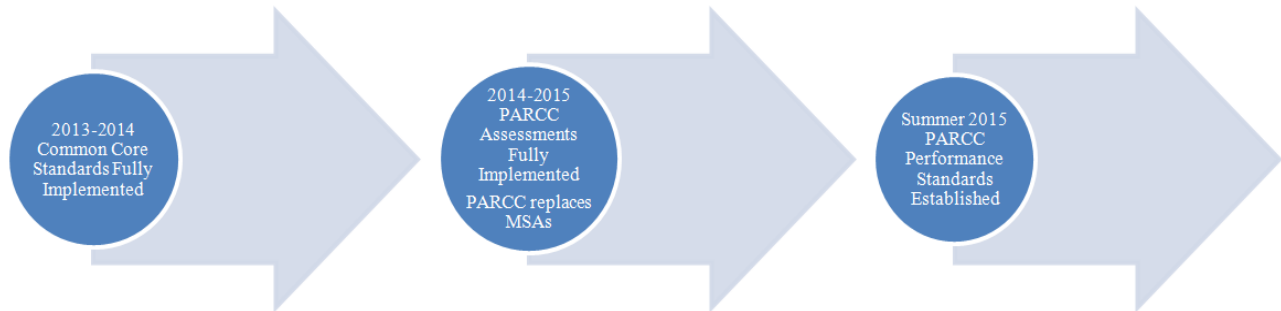 2013-2014
Common Core
Standards Fully
Implemented
2014-2015
PARCC
Assessments
Fully
Implemented
PARCC replaces
MSAs
Summer 2015
PARCC
Performance
Standards
Established